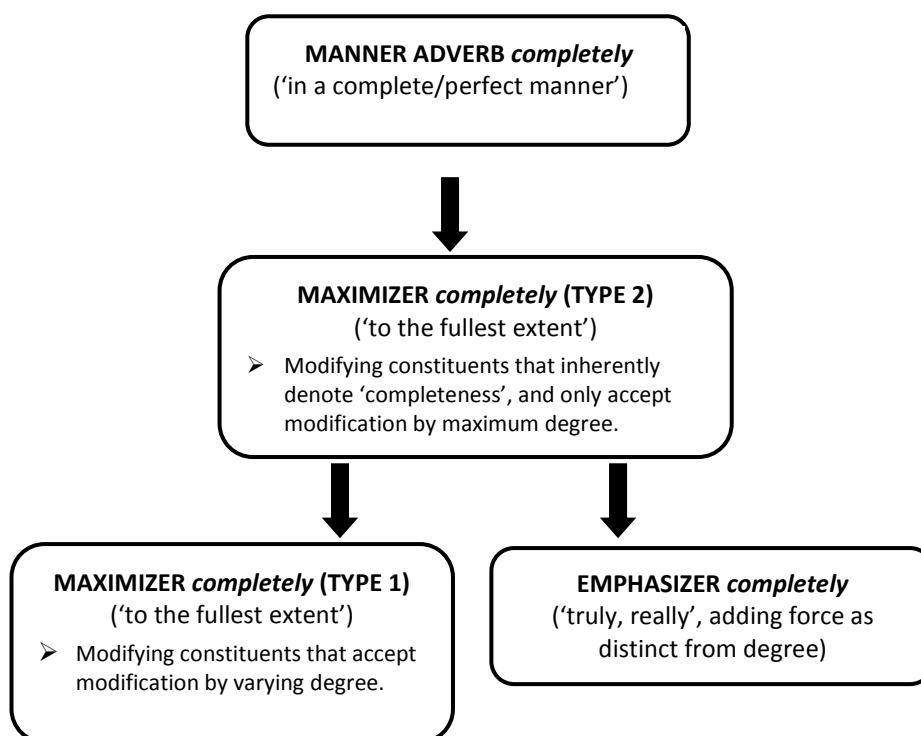 MANNER ADVERB completely
(‘in a complete/perfect manner’)
MAXIMIZER completely (TYPE 2)
(‘to the fullest extent’)
➢ Modifying constituents that inherently
denote ‘completeness’, and only accept
modification by maximum degree.
MAXIMIZER completely (TYPE 1)
(‘to the fullest extent’)
➢ Modifying constituents that accept
modification by varying degree.
EMPHASIZER completely
(‘truly, really’, adding force as
distinct from degree)